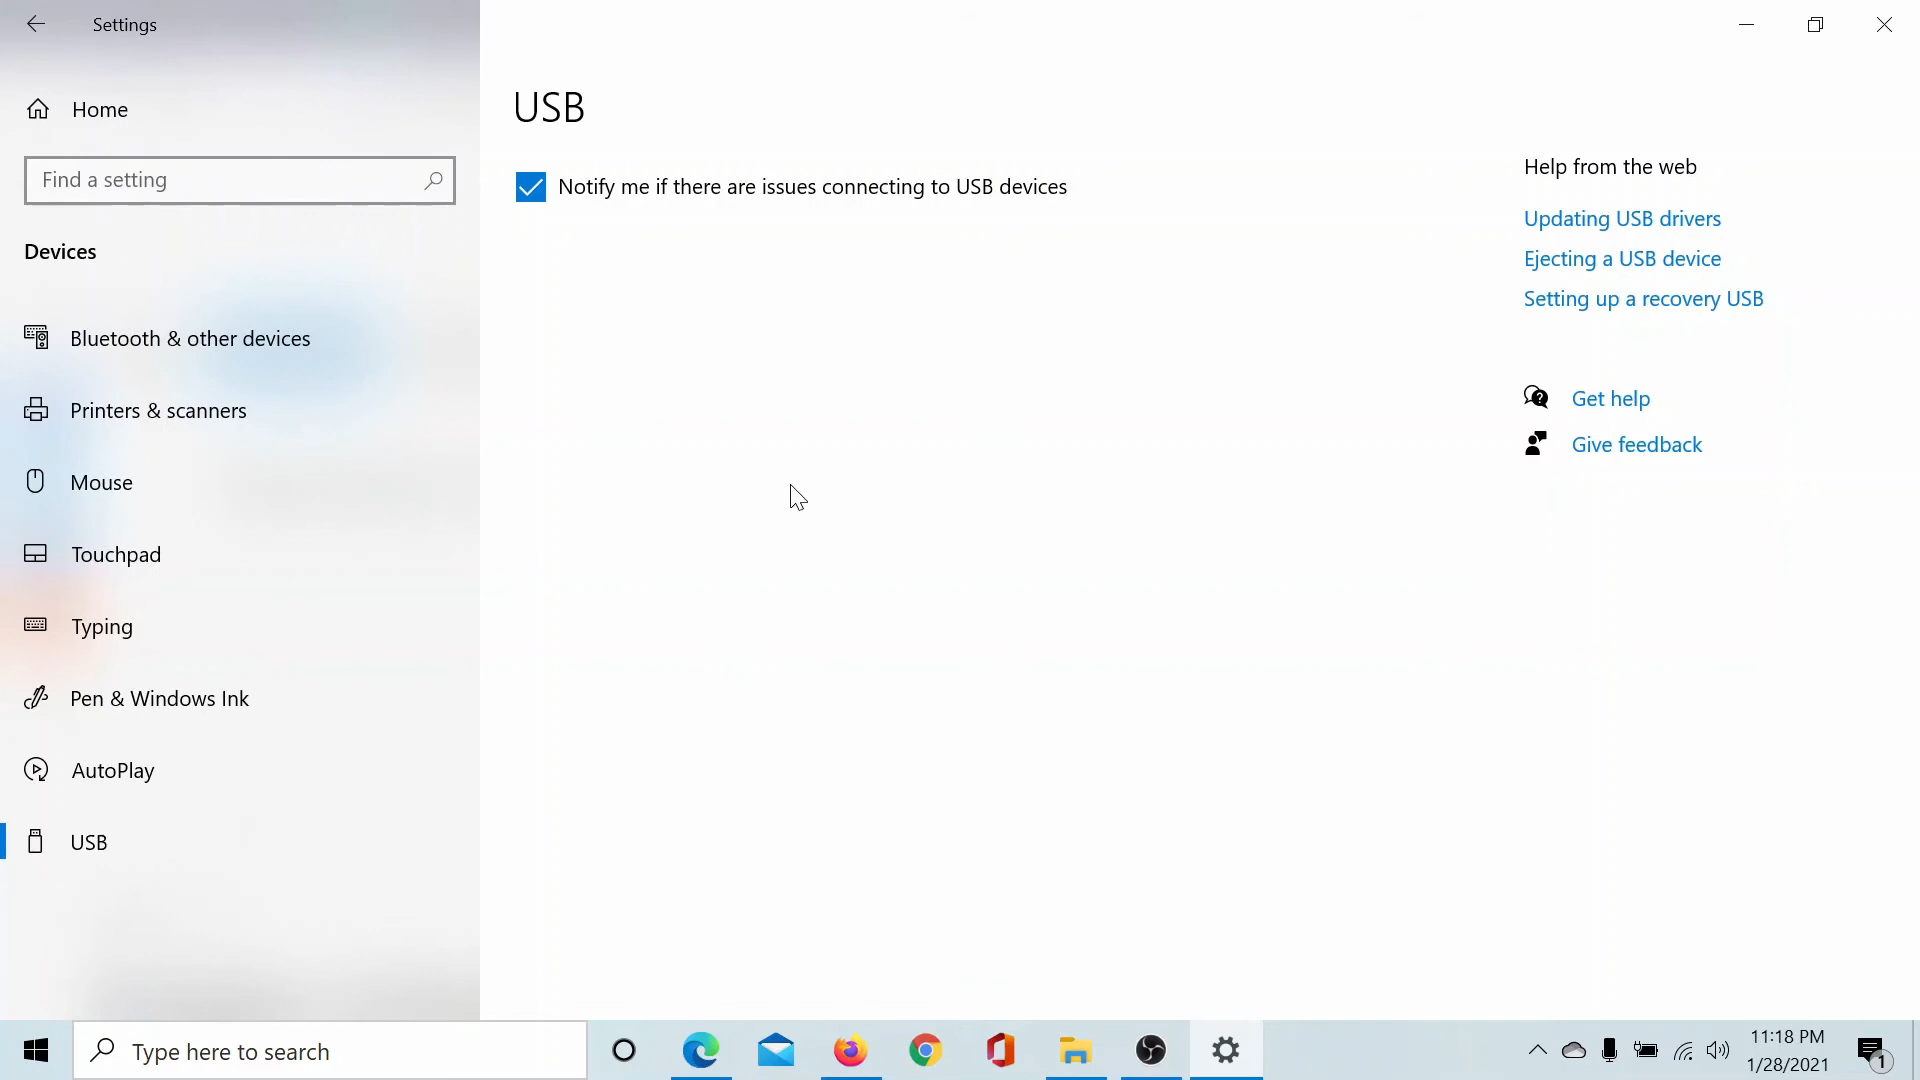 Settings
Home
Find a setting
Devices
Bluetooth & other devices
Printers & scanners
Mouse
Touchpad
Typing
Pen & Windows Ink
AutoPlay
USB
USB
Notify me if there are issues connecting to USB devices
Help from the web
Updating USB drivers
Ejecting a USB device
Setting up a recovery USB
Get help
Give feedback
Type here to search
11:18 PM
1/28/2021
1